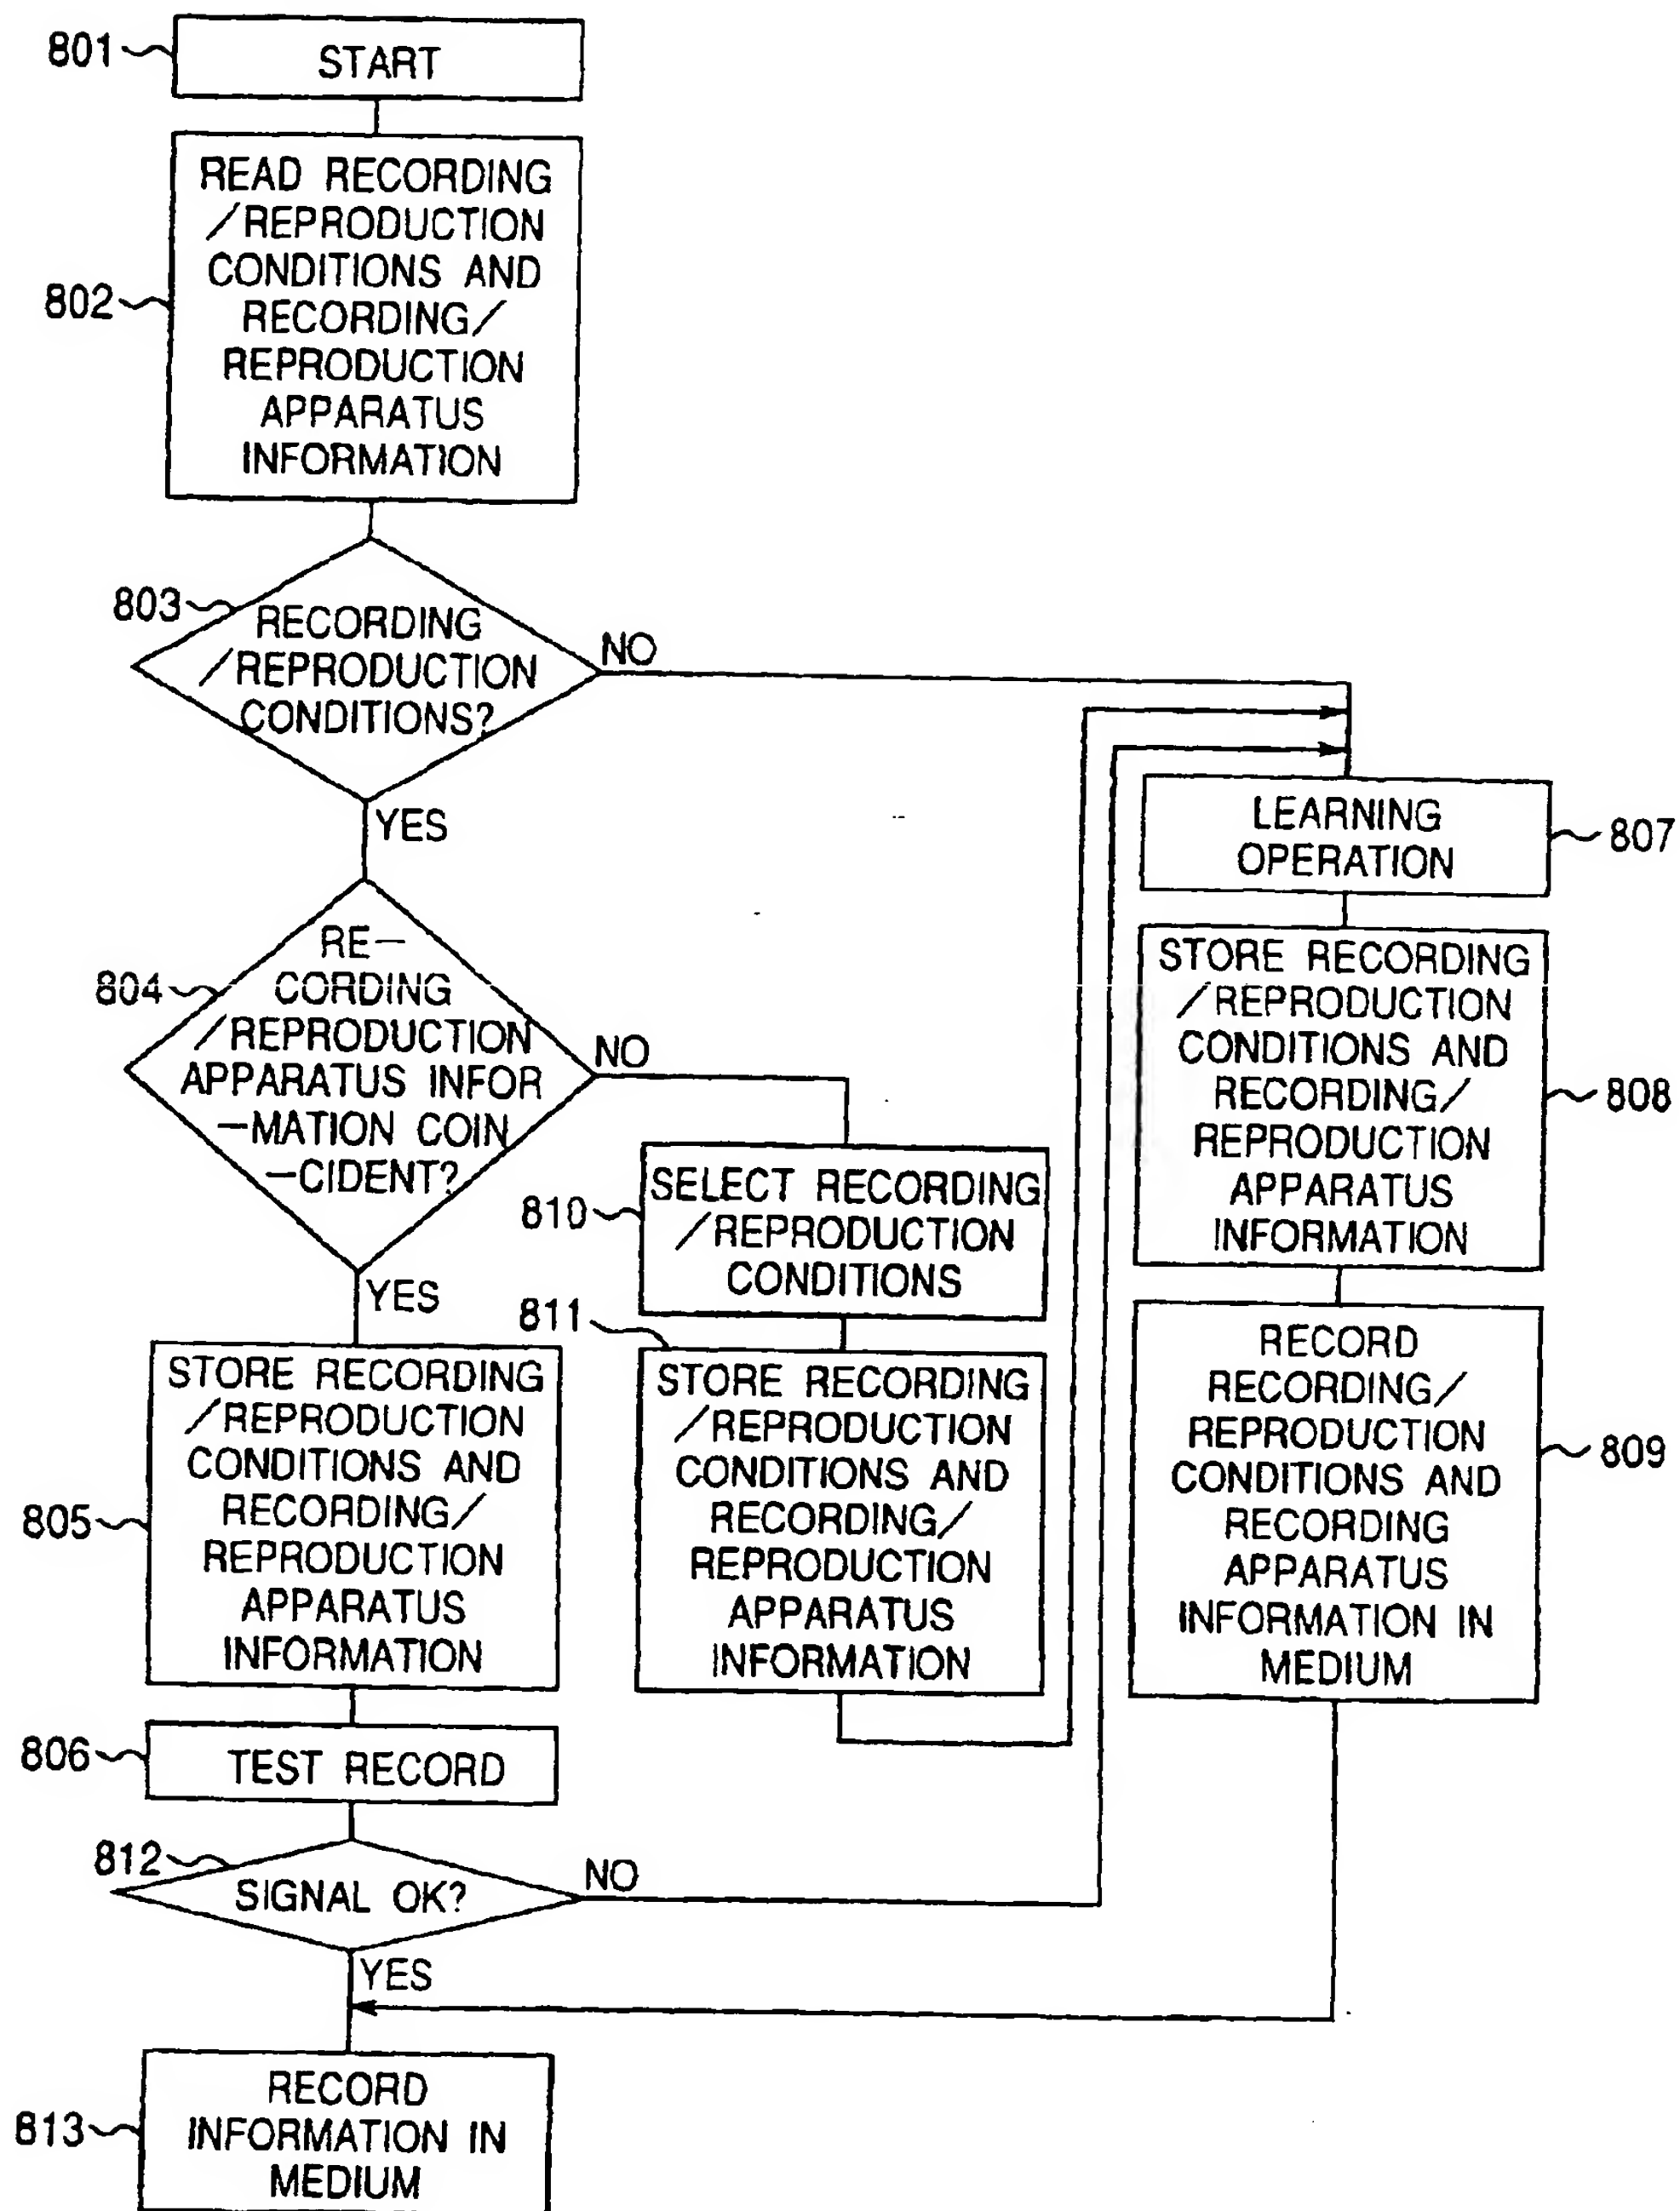 801
START
802
READ RECORDING
/REPRODUCTION
CONDITIONS AND
RECORDING/
REPRODUCTION
APPARATUS
INFORMATION
803
RECORDING
/REPRODUCTION
CONDITIONS?
NO
YES
804
RE-
CORDING
/REPRODUCTION
APPARATUS INFOR
-MATION COIN
-CIDENT?
NO
YES
805
STORE RECORDING
/REPRODUCTION
CONDITIONS AND
RECORDING/
REPRODUCTION
APPARATUS
INFORMATION
806
TEST RECORD
812
SIGNAL OK?
NO
YES
813
RECORD
INFORMATION IN
MEDIUM
810
SELECT RECORDING
/REPRODUCTION
CONDITIONS
811
STORE RECORDING
/REPRODUCTION
CONDITIONS AND
RECORDING/
REPRODUCTION
APPARATUS
INFORMATION
LEARNING
OPERATION
807
STORE RECORDING
/REPRODUCTION
CONDITIONS AND
RECORDING/
REPRODUCTION
APPARATUS
INFORMATION
808
RECORD
RECORDING/
REPRODUCTION
CONDITIONS AND
RECORDING
APPARATUS
INFORMATION IN
MEDIUM
809